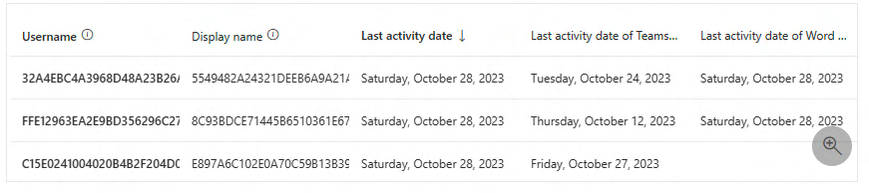 Username Display name Last activity date ↓ Last activity date of Teams... Last activity date of Word ...
32A4EBC4A3968D48A23B26 5549482A24321DEEB6A9A21 Saturday, October 28, 2023 Tuesday, October 24, 2023 Saturday, October 28, 2023
FFE12963EA2E9BD356296C27 8C93BDCE71445B6510361E67 Saturday, October 28, 2023 Thursday, October 12, 2023 Saturday, October 28, 2023
C15E0241004020B4B2F204D E897A6C102E0A70C59B13B39 Saturday, October 28, 2023 Friday, October 27, 2023